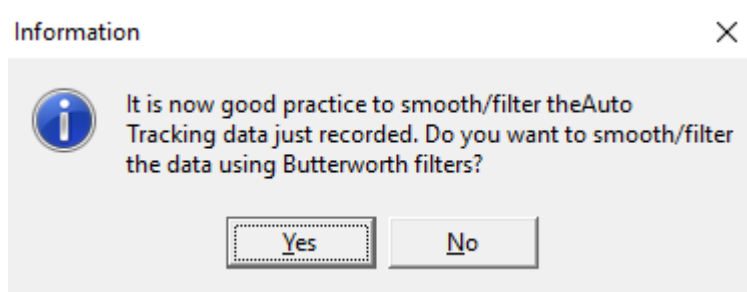 Information
It is now good practice to smooth/filter theAuto
Tracking data just recorded. Do you want to smooth/filter
the data using Butterworth filters?
Yes
No